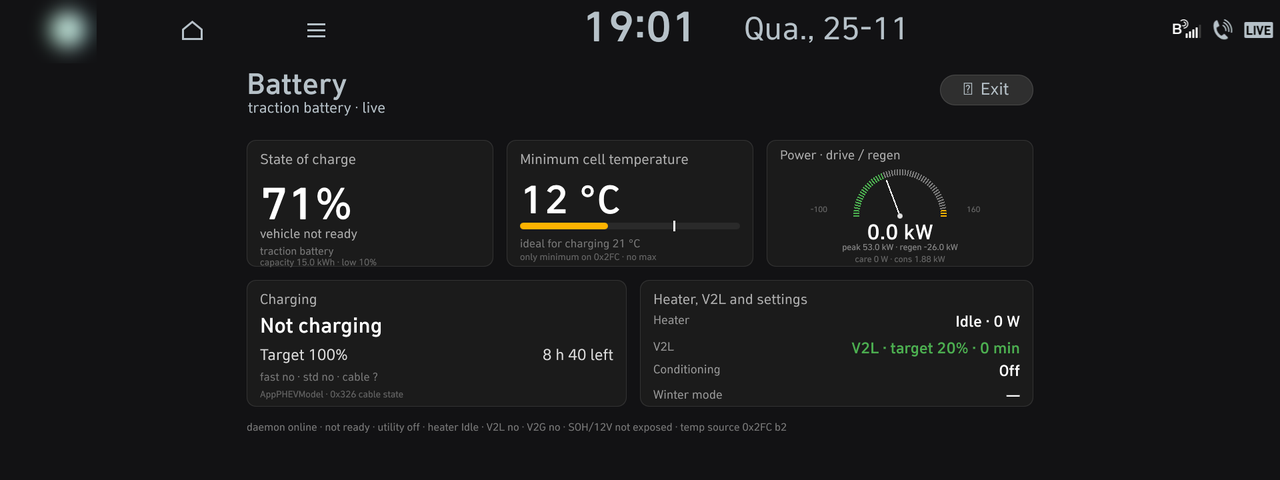 19:01
Qua., 25-11
B
LIVE
Battery
traction battery · live
Exit
State of charge
71%
vehicle not ready
traction battery
capacity 15.0 kWh · low 10%
Minimum cell temperature
12 °C
ideal for charging 21 °C
only minimum on 0x2FC · no max
Power · drive / regen
-100
160
0.0 kW
peak 53.0 kW · regen -26.0 kW
care 0 W · cons 1.88 kW
Charging
Not charging
Target 100%
8 h 40 left
fast no · std no · cable ?
AppPHEVModel · 0x326 cable state
Heater, V2L and settings
Heater
Idle · 0 W
V2L
V2L · target 20% · 0 min
Conditioning
Off
Winter mode
—
daemon online · not ready · utility off · heater Idle · V2L no · V2G no · SOH/12V not exposed · temp source 0x2FC b2